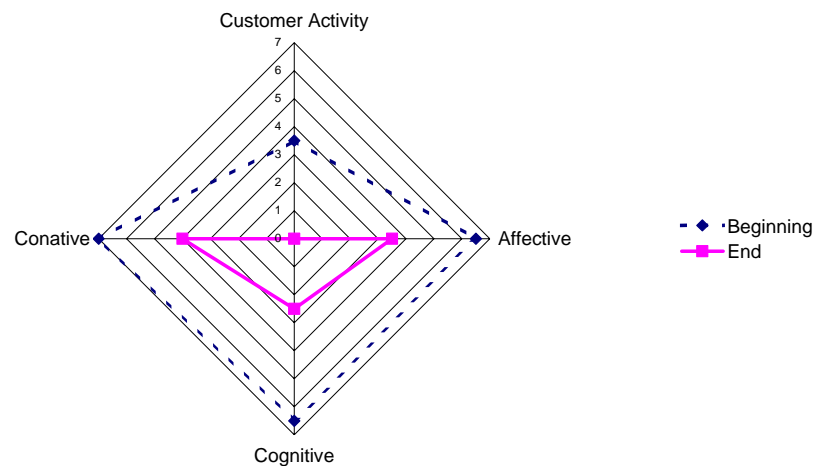 Customer Activity
7
6
5
4
3
2
1
0
Conative
Affective
Beginning
End
Cognitive